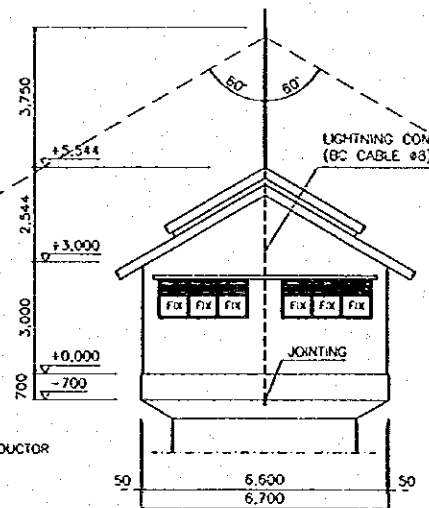 3,750
60° 60°
+5,544
LIGHTNING CON
(BC CABLE ø8)
2,544
+3,000
FIX FIX FIX FIX FIX FIX
3,000
JOINTING
+0,000
-700
700
DUCTOR
50 6,600 50
6,700